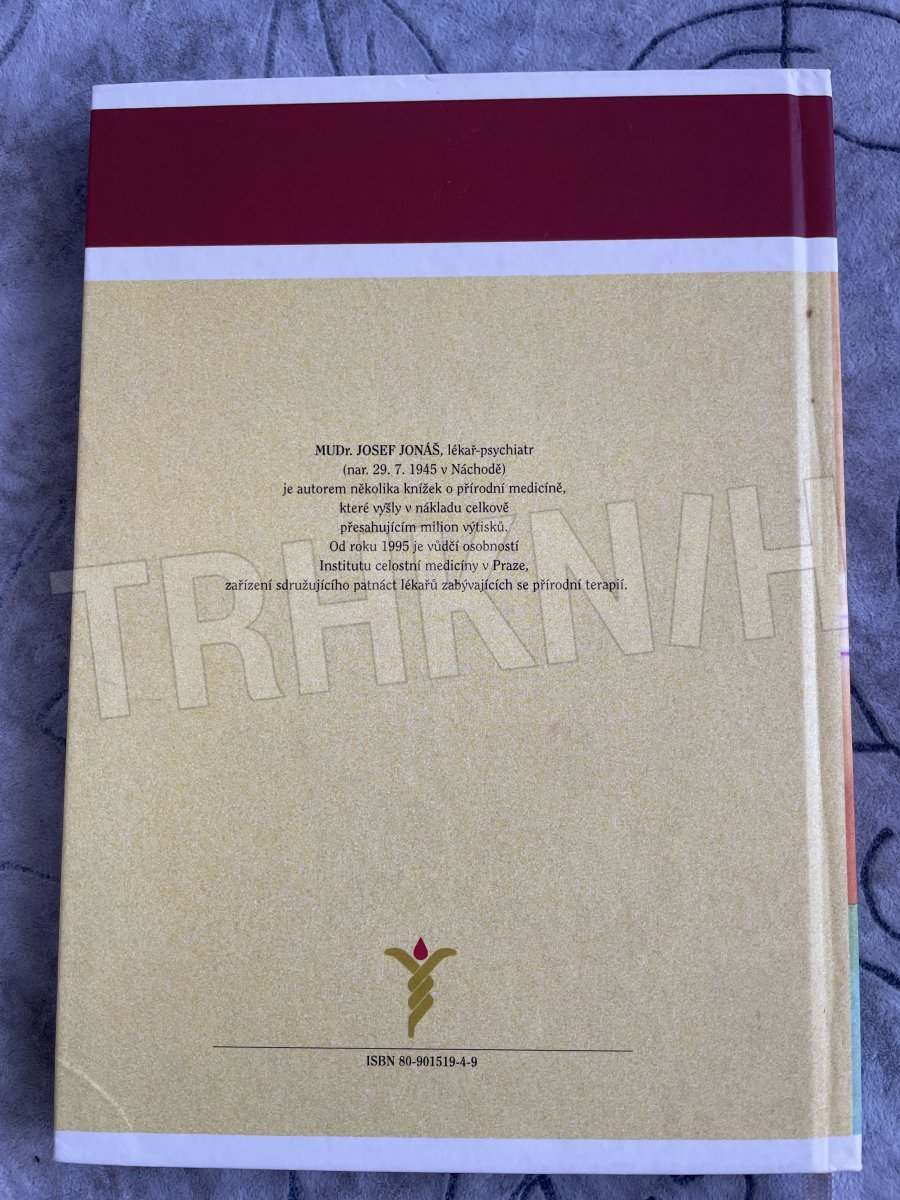 MUDr. JOSEF JONÁŠ, lékař-psychiatr
(nar. 29. 7. 1945 v Náchodě)
je autorem několika knížek o přírodní medicíně,
které vyšly v nákladu celkově
přesahujícím milion výtisků.
Od roku 1995 je vůdčí osobností
Institutu celostní medicíny v Praze,
zařízení sdružujícího patnáct lékařů zabývajících se přírodní terapií.
TRHKNIH
ISBN 80-901519-4-9